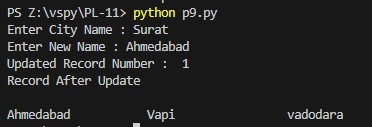 PS Z:\vspy\PL-11> python p9.py
Enter City Name : Surat
Enter New Name : Ahmedabad
Updated Record Number :  1
Record After Update
Ahmedabad          Vapi               vadodara